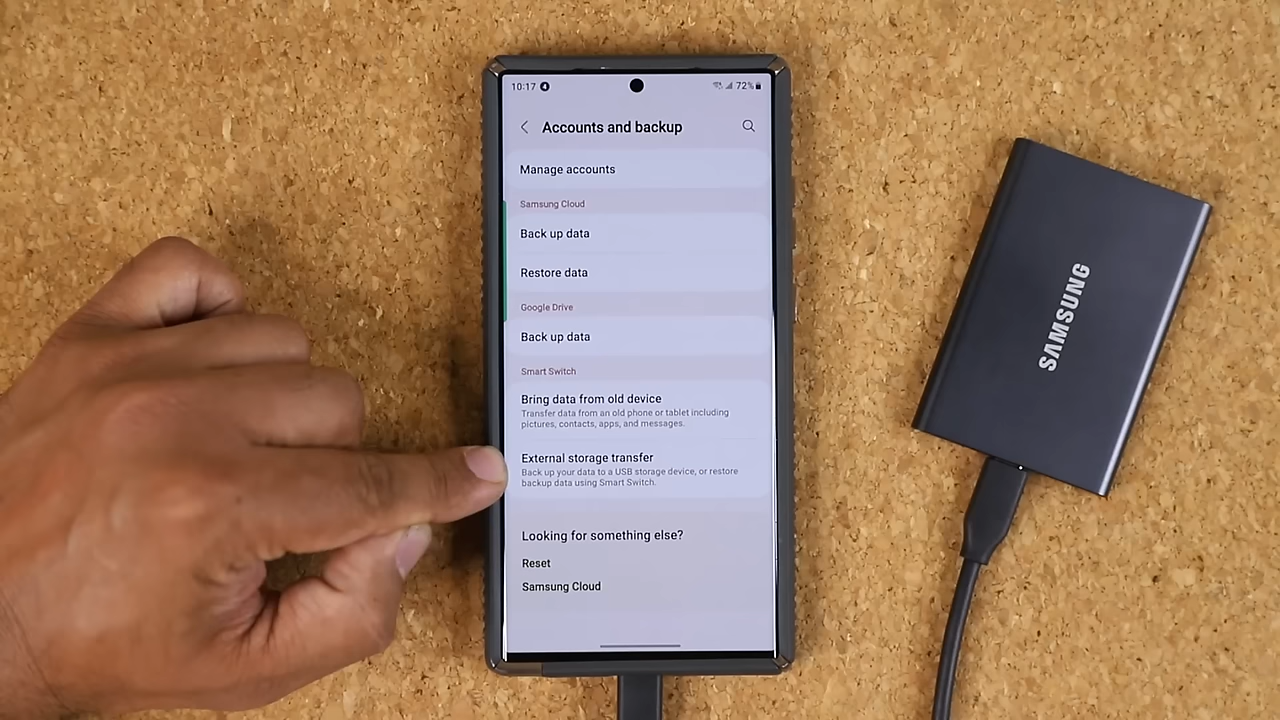 10:17
72%
Accounts and backup
Manage accounts
Samsung Cloud
Back up data
Restore data
Google Drive
Back up data
Smart Switch
Bring data from old device
Transfer data from an old phone or tablet including
pictures, contacts, apps, and messages.
External storage transfer
Back up your data to a USB storage device, or restore
backup data using Smart Switch.
Looking for something else?
Reset
Samsung Cloud
SAMSUNG